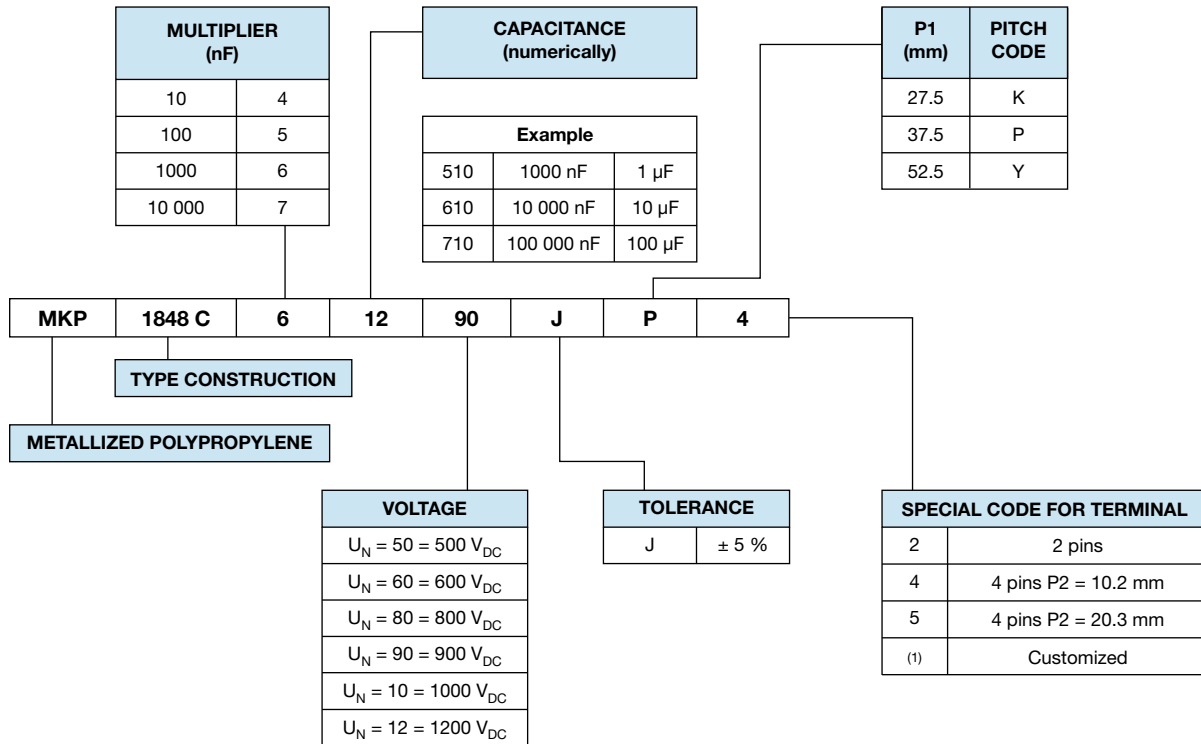 MULTIPLIER
(nF)
10 4
100 5
1000 6
10 000 7
CAPACITANCE
(numerically)
Example
510 1000 nF 1 µF
610 10 000 nF 10 µF
710 100 000 nF 100 µF
P1
(mm)
PITCH
CODE
27.5 K
37.5 P
52.5 Y
MKP 1848 C 6 12 90 J P 4
TYPE CONSTRUCTION
METALLIZED POLYPROPYLENE
VOLTAGE
U_N = 50 = 500 V_DC
U_N = 60 = 600 V_DC
U_N = 80 = 800 V_DC
U_N = 90 = 900 V_DC
U_N = 10 = 1000 V_DC
U_N = 12 = 1200 V_DC
TOLERANCE
J ± 5 %
SPECIAL CODE FOR TERMINAL
2 2 pins
4 4 pins P2 = 10.2 mm
5 4 pins P2 = 20.3 mm
(1) Customized